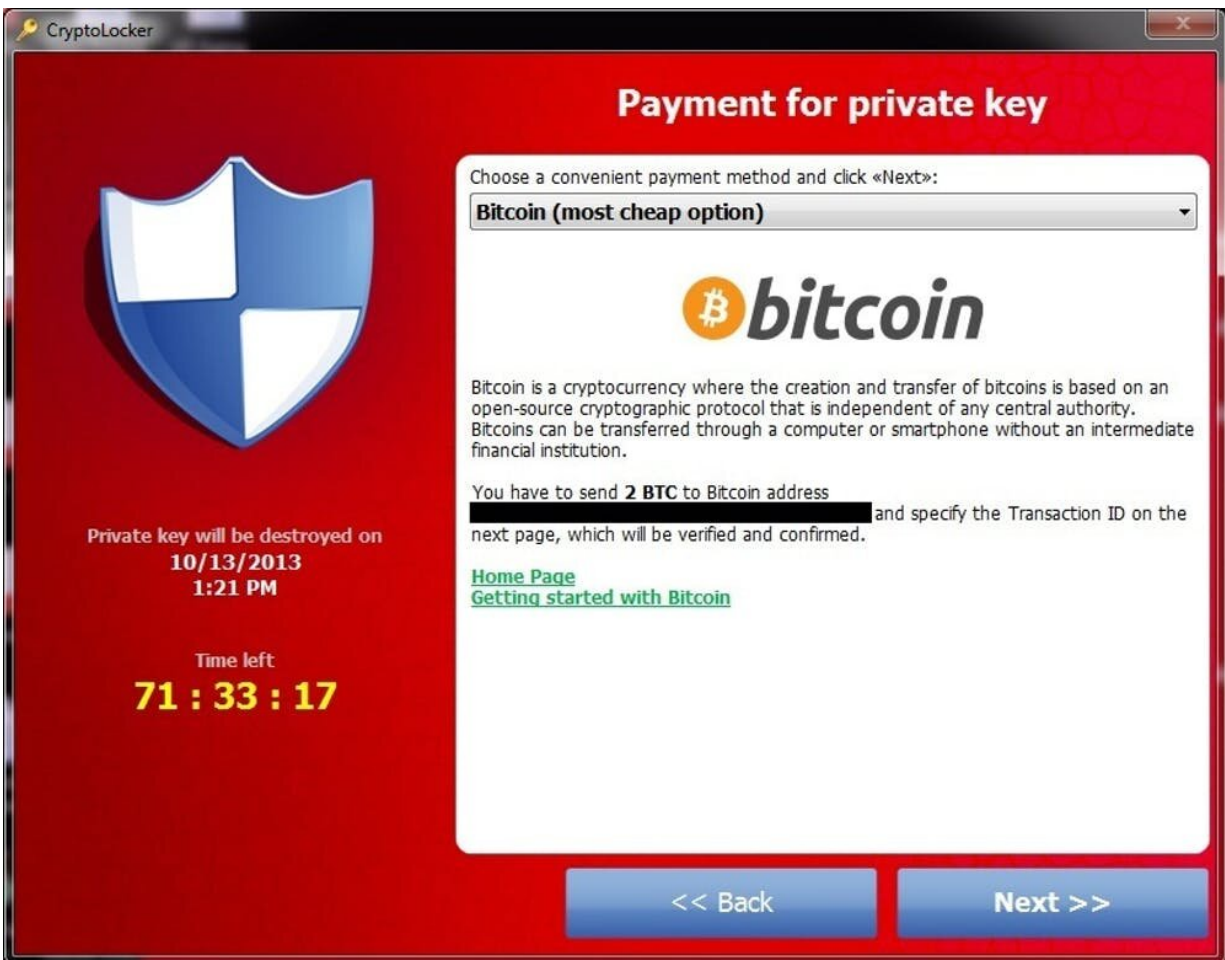 CryptoLocker
Payment for private key
Choose a convenient payment method and click «Next»:
Bitcoin (most cheap option)
bitcoin
Bitcoin is a cryptocurrency where the creation and transfer of bitcoins is based on an
open-source cryptographic protocol that is independent of any central authority.
Bitcoins can be transferred through a computer or smartphone without an intermediate
financial institution.
You have to send 2 BTC to Bitcoin address
and specify the Transaction ID on the
next page, which will be verified and confirmed.
Home Page
Getting started with Bitcoin
Private key will be destroyed on
10/13/2013
1:21 PM
Time left
71 : 33 : 17
<< Back
Next >>